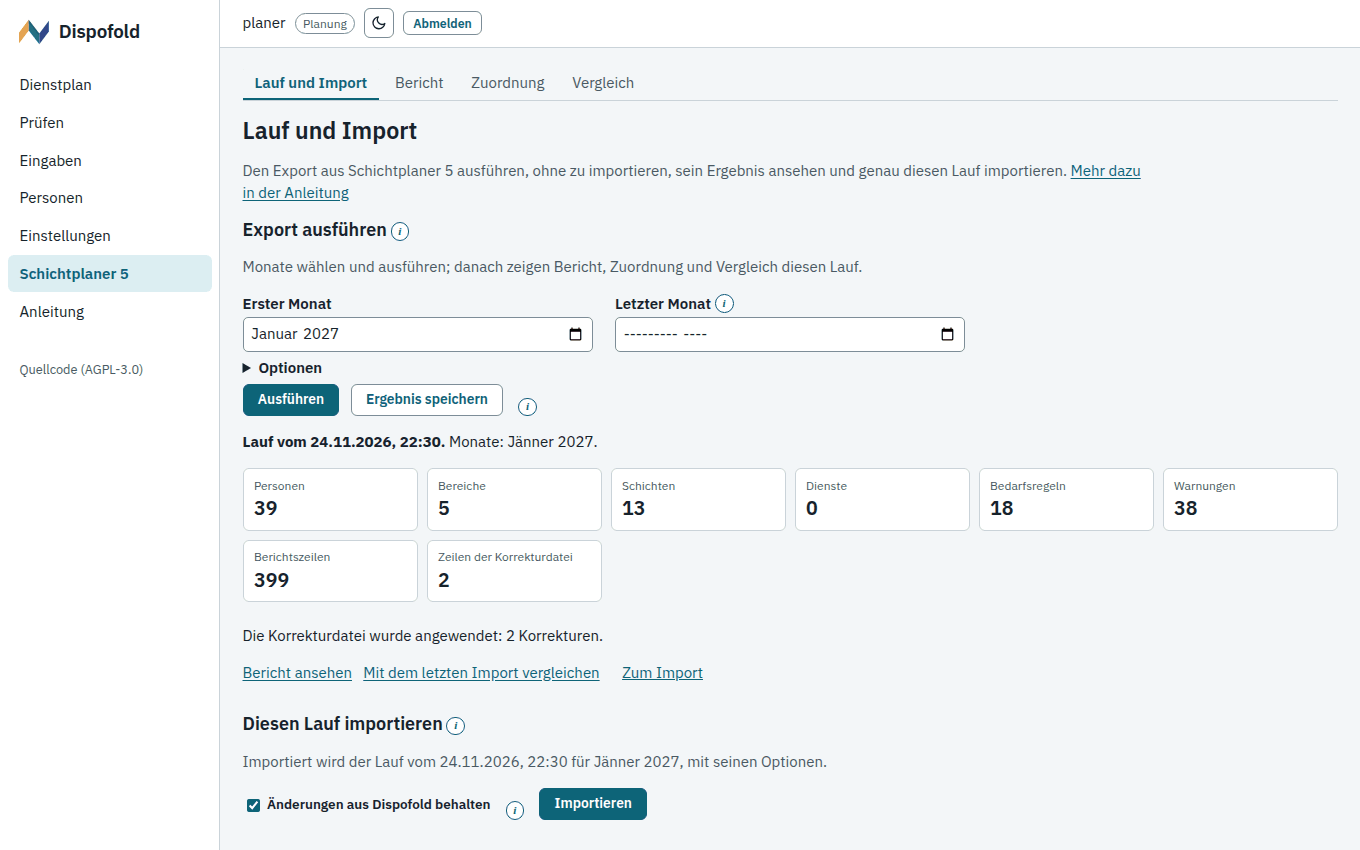 Dispofold
planer Planung Abmelden
Dienstplan
Prüfen
Eingaben
Personen
Einstellungen
Schichtplaner 5
Anleitung
Quellcode (AGPL-3.0)
Lauf und Import Bericht Zuordnung Vergleich
Lauf und Import
Den Export aus Schichtplaner 5 ausführen, ohne zu importieren, sein Ergebnis ansehen und genau diesen Lauf importieren. Mehr dazu
in der Anleitung
Export ausführen i
Monate wählen und ausführen; danach zeigen Bericht, Zuordnung und Vergleich diesen Lauf.
Erster Monat Letzter Monat i
Januar 2027 --------- ----
Optionen
Ausführen Ergebnis speichern i
Lauf vom 24.11.2026, 22:30. Monate: Jänner 2027.
Personen Bereiche Schichten Dienste Bedarfsregeln Warnungen
39 5 13 0 18 38
Berichtszeilen Zeilen der Korrekturdatei
399 2
Die Korrekturdatei wurde angewendet: 2 Korrekturen.
Bericht ansehen Mit dem letzten Import vergleichen Zum Import
Diesen Lauf importieren i
Importiert wird der Lauf vom 24.11.2026, 22:30 für Jänner 2027, mit seinen Optionen.
Änderungen aus Dispofold behalten i Importieren